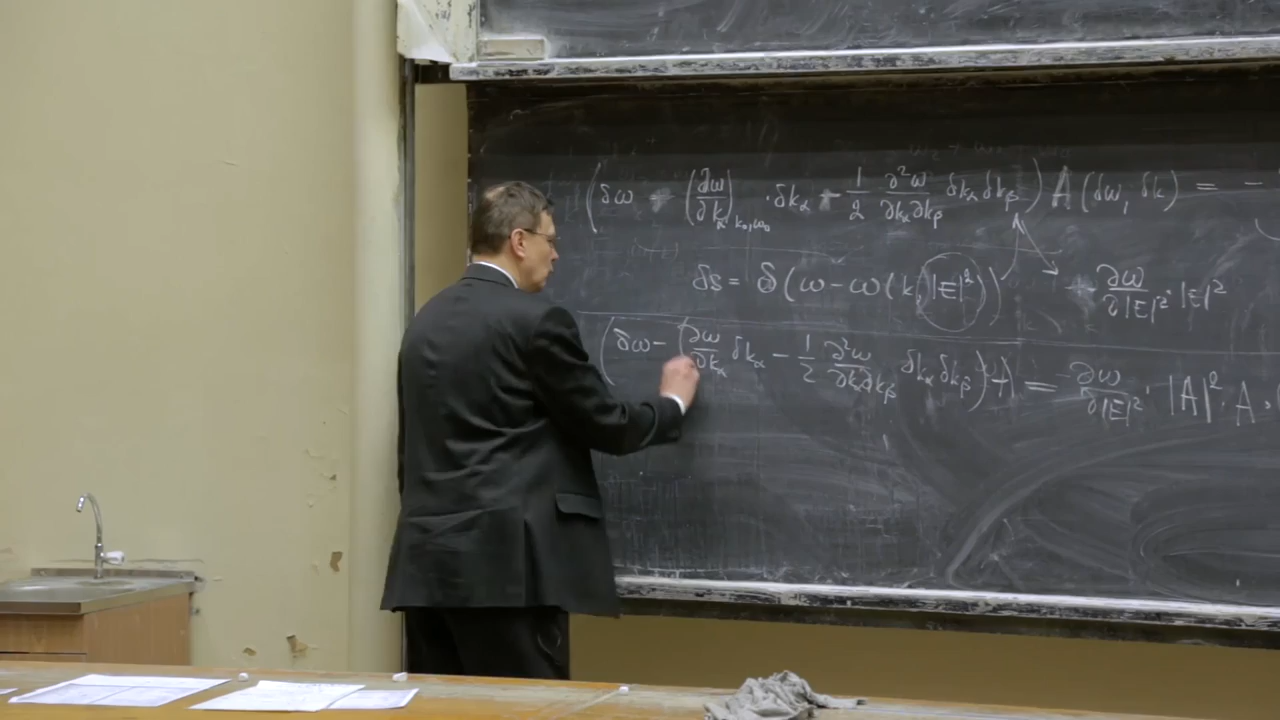 (δω - (∂ω/∂k_α)_{k₀,ω₀} · δk_α - 1/2 ∂²ω/∂k_α∂k_β δk_α δk_β) A(δω, δk) = -
δε = δ(ω - ω(k, |E|²)) + ∂ω/∂|E|² · |E|²
(δω - (∂ω/∂k_α δk_α - 1/2 ∂²ω/∂k_α∂k_β δk_α δk_β) A = ∂ω/∂|E|² · |A|² · A ·